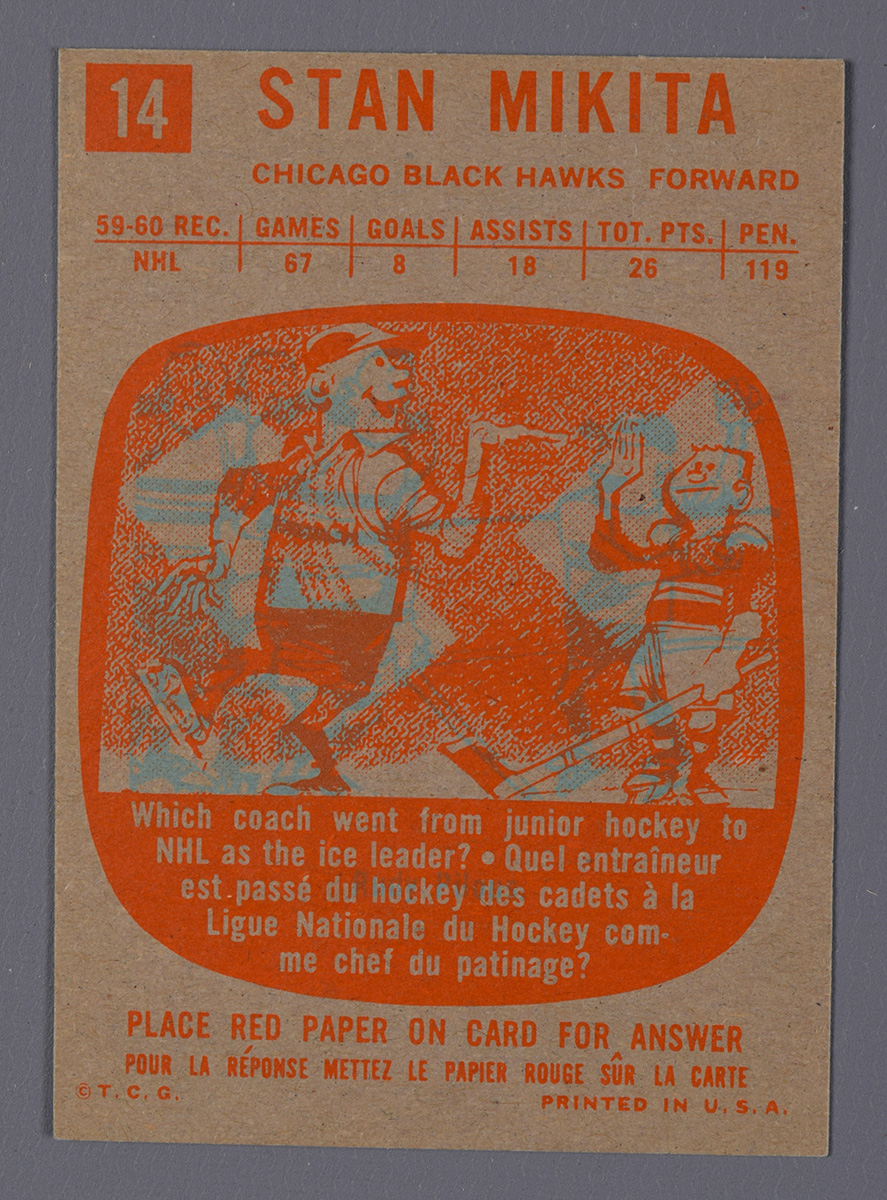 14
STAN MIKITA
CHICAGO BLACK HAWKS FORWARD
59-60 REC. GAMES GOALS ASSISTS TOT. PTS. PEN.
NHL 67 8 18 26 119
COACH
Which coach went from junior hockey to
NHL as the ice leader? • Quel entraîneur
est passé du hockey des cadets à la
Ligue Nationale du Hockey com-
me chef du patinage?
PLACE RED PAPER ON CARD FOR ANSWER
POUR LA RÉPONSE METTEZ LE PAPIER ROUGE SÛR LA CARTE
© T. C. G.
PRINTED IN U. S. A.